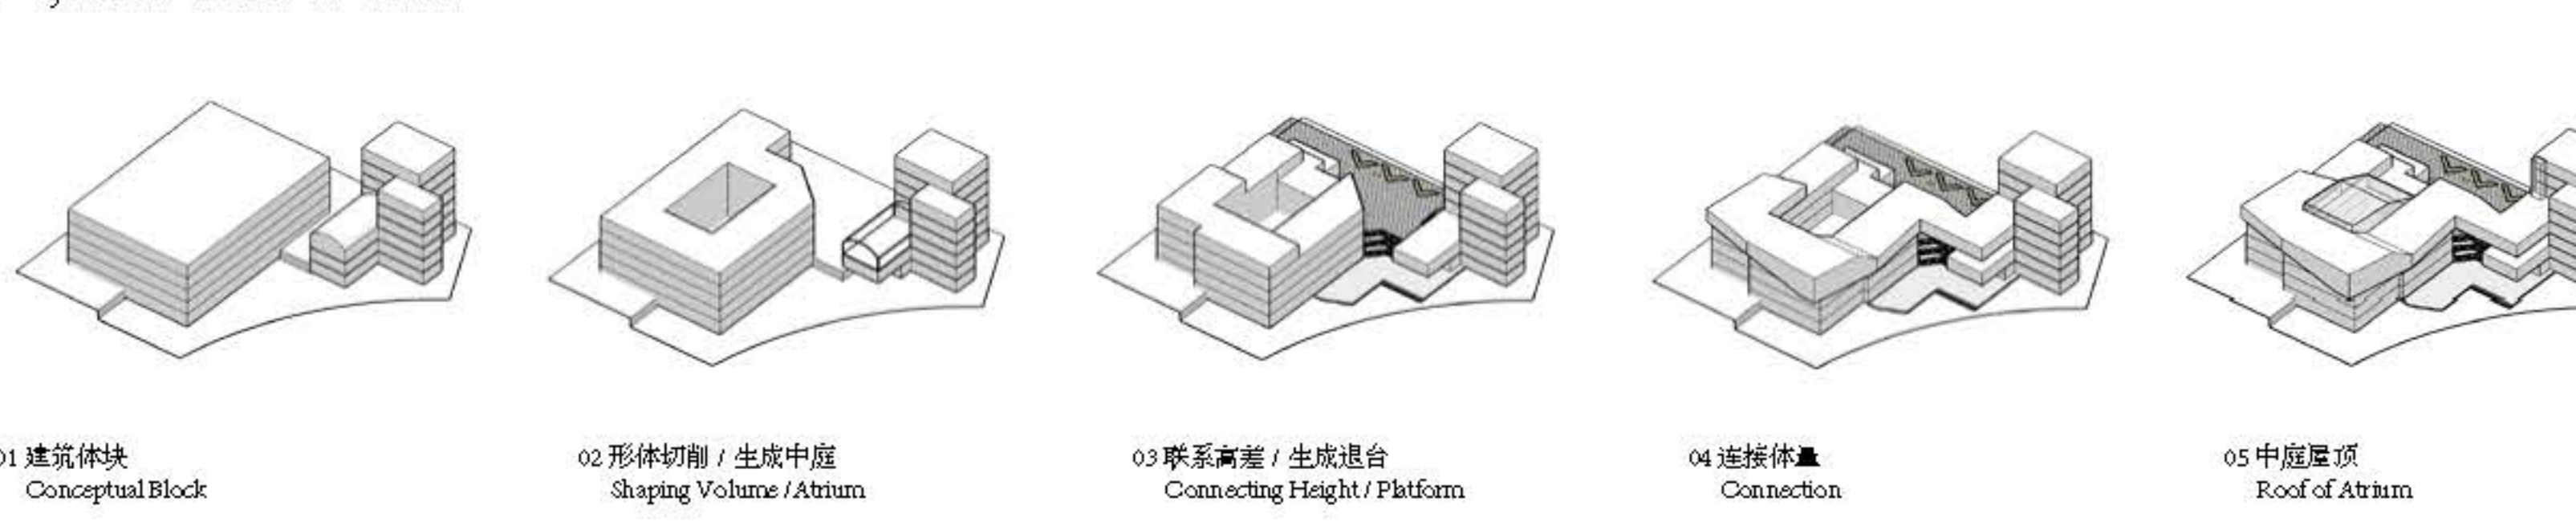 01 建筑体块
Conceptual Block
02 形体切削 / 生成中庭
Shaping Volume / Atrium
03 联系高差 / 生成退台
Connecting Height / Platform
04 连接体量
Connection
05 中庭屋顶
Roof of Atrium